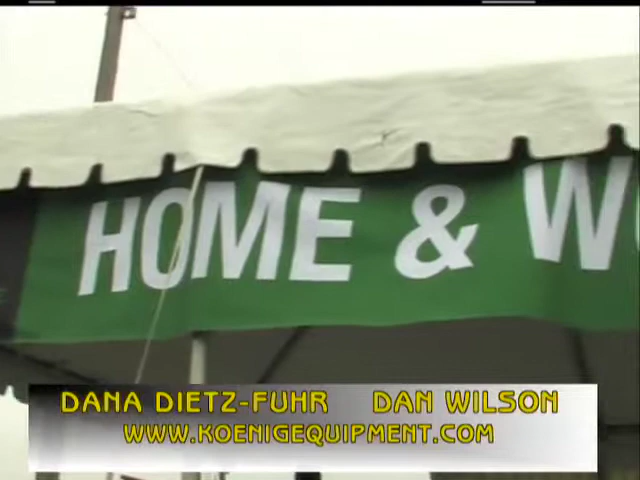 HOME & W
DANA DIETZ-FUHR DAN WILSON
WWW.KOENIGEQUIPMENT.COM